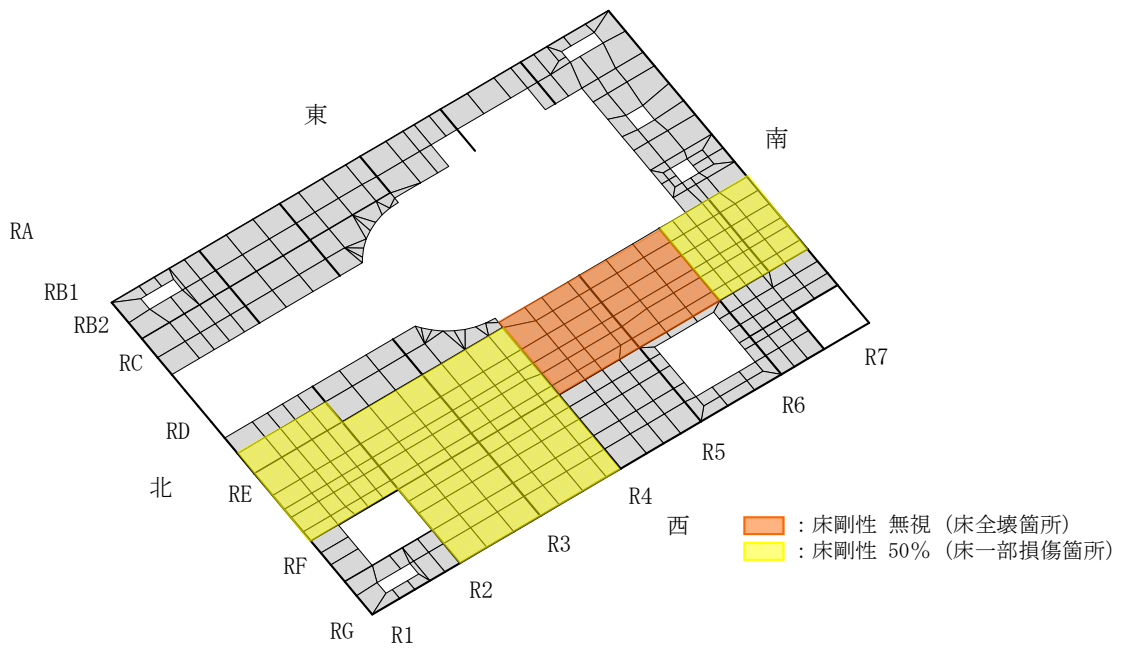 東
南
RA
RB1
RB2
RC
RD
北
RE
RF
RG
R1
R2
R3
R4
R5
R6
R7
西
：床剛性 無視 (床全壊箇所)
：床剛性 50% (床一部損傷箇所)